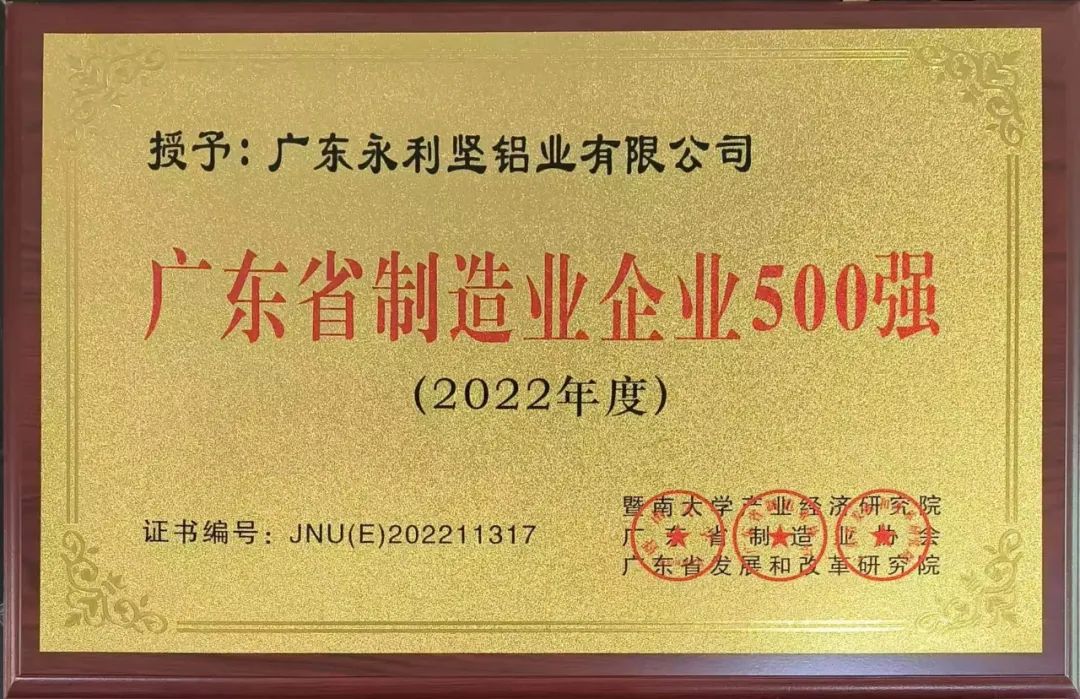 授予：广东永利坚铝业有限公司
广东省制造业企业500强
(2022年度)
证书编号：JNU(E)202211317
暨南大学产业经济研究院
广东省制造业协会
广东省发展和改革研究院